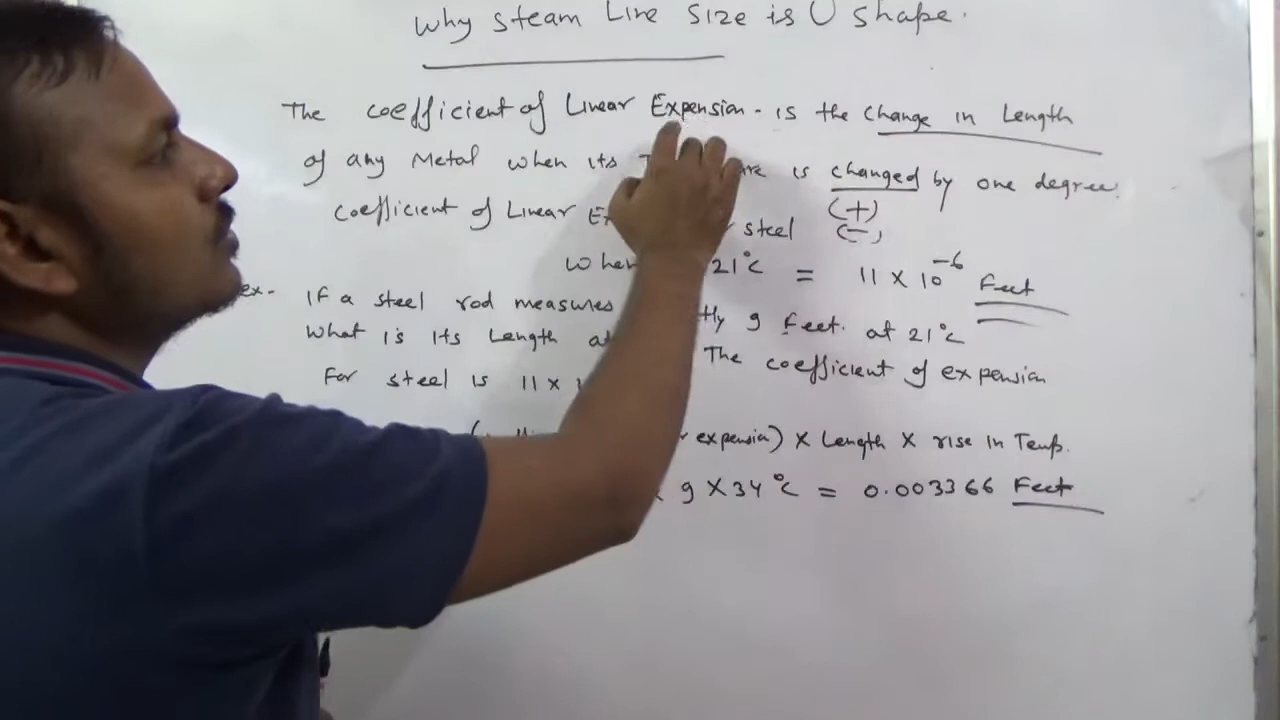 Why steam Line size is U shape.
The coefficient of Linear Expension - is the change in Length
of any Metal when its is changed by one degree.
(+)
(-)
coefficient of Linear steel
When 21°C = 11 X 10⁻⁶ Feet
ex- If a steel rod measures 9 Feet. at 21°C
What is its Length at The coefficient of expension
For steel is 11 X
expension) X Length X rise in Temp.
9 X 34°C = 0.003366 Feet